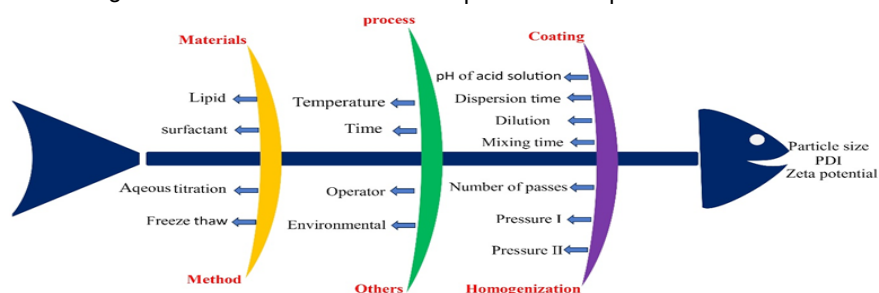 process
Materials
Coating
Lipid
surfactant
Temperature
Time
pH of acid solution
Dispersion time
Dilution
Mixing time
Particle size
PDI
Zeta potential
Aqeous titration
Freeze thaw
Operator
Environmental
Number of passes
Pressure I
Pressure II
Method
Others
Homogenization